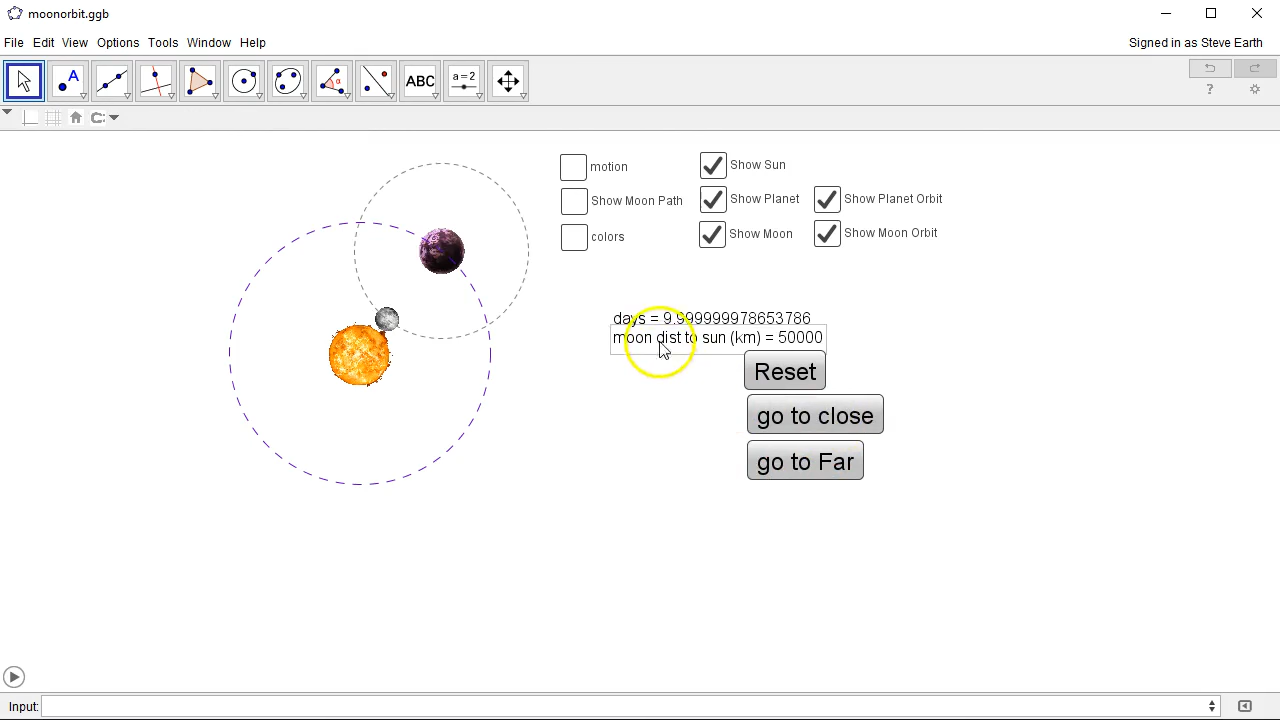 moonorbit.ggb
File Edit View Options Tools Window Help
Signed in as Steve Earth
A
α
ABC
a=2
?
motion
Show Sun
Show Moon Path
Show Planet
Show Planet Orbit
colors
Show Moon
Show Moon Orbit
days = 9.999999978653786
moon dist to sun (km) = 50000
Reset
go to close
go to Far
Input: